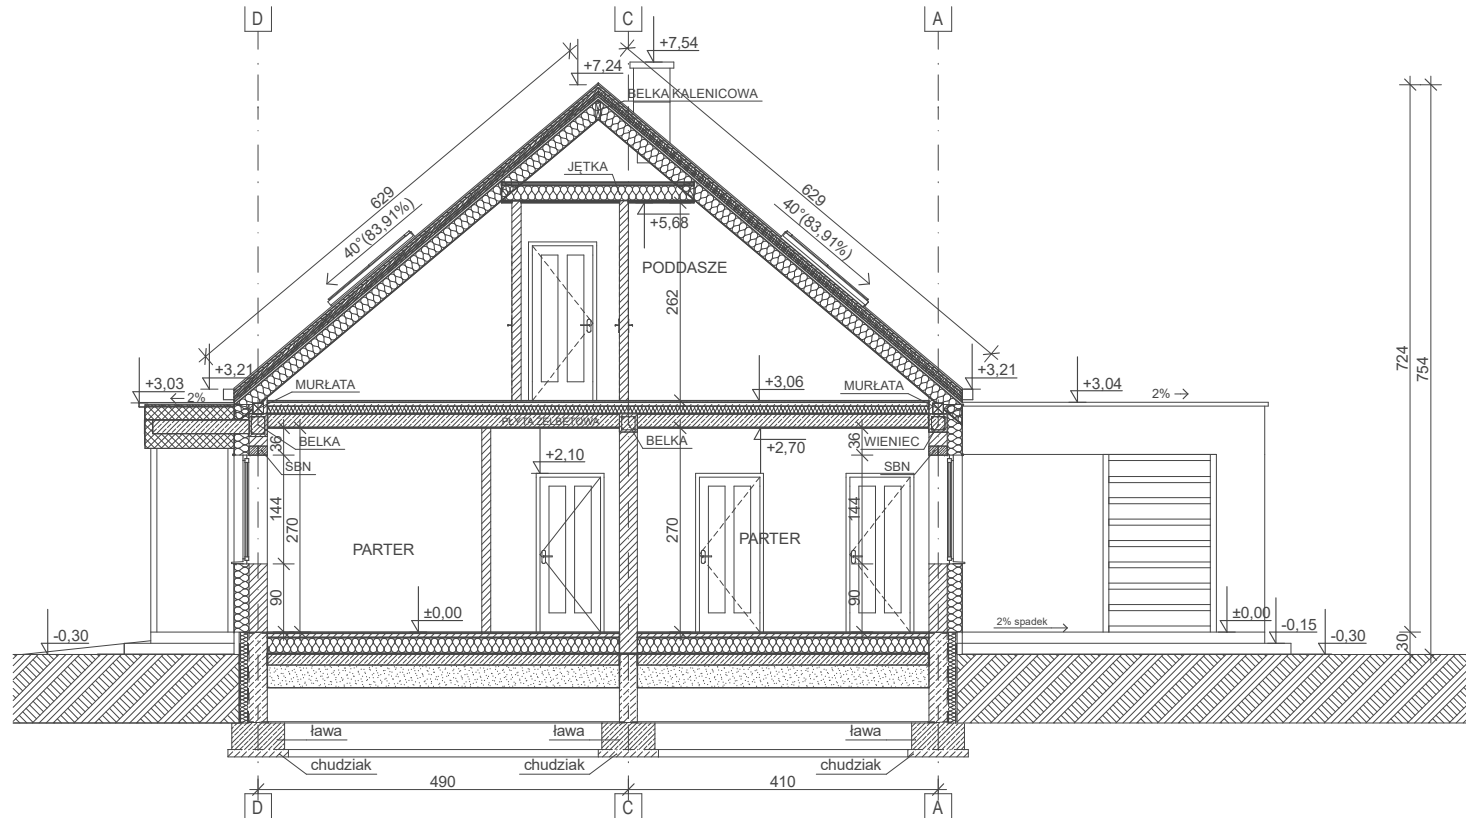 D
C
A
+7,54
+7,24
BELKA KALENICOWA
JĘTKA
629
629
40°(83,91%)
40°(83,91%)
+5,68
PODDASZE
262
724
754
+3,21
+3,21
+3,03
2%
MURŁATA
+3,06
MURŁATA
+3,04
2%
PŁYTA ŻELBETOWA
BELKA
BELKA
WIENIEC
36
36
+2,70
SBN
+2,10
SBN
144
270
270
144
PARTER
PARTER
90
90
±0,00
±0,00
2% spadek
-0,30
-0,15
-0,30
30
ława
ława
ława
chudziak
chudziak
chudziak
490
410
D
C
A